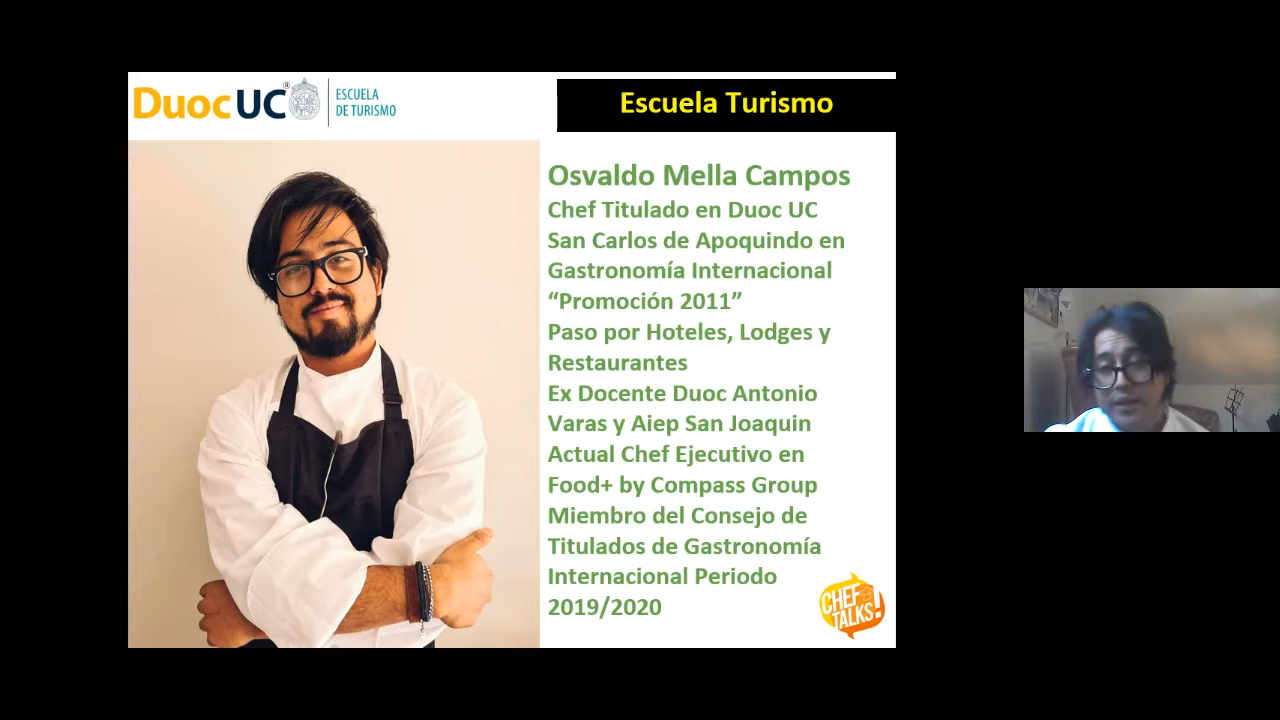 Duoc UC®
ESCUELA
DE TURISMO
Escuela Turismo
Osvaldo Mella Campos
Chef Titulado en Duoc UC
San Carlos de Apoquindo en
Gastronomía Internacional
“Promoción 2011”
Paso por Hoteles, Lodges y
Restaurantes
Ex Docente Duoc Antonio
Varas y Aiep San Joaquin
Actual Chef Ejecutivo en
Food+ by Compass Group
Miembro del Consejo de
Titulados de Gastronomía
Internacional Periodo
2019/2020
CHEF
TALKS!